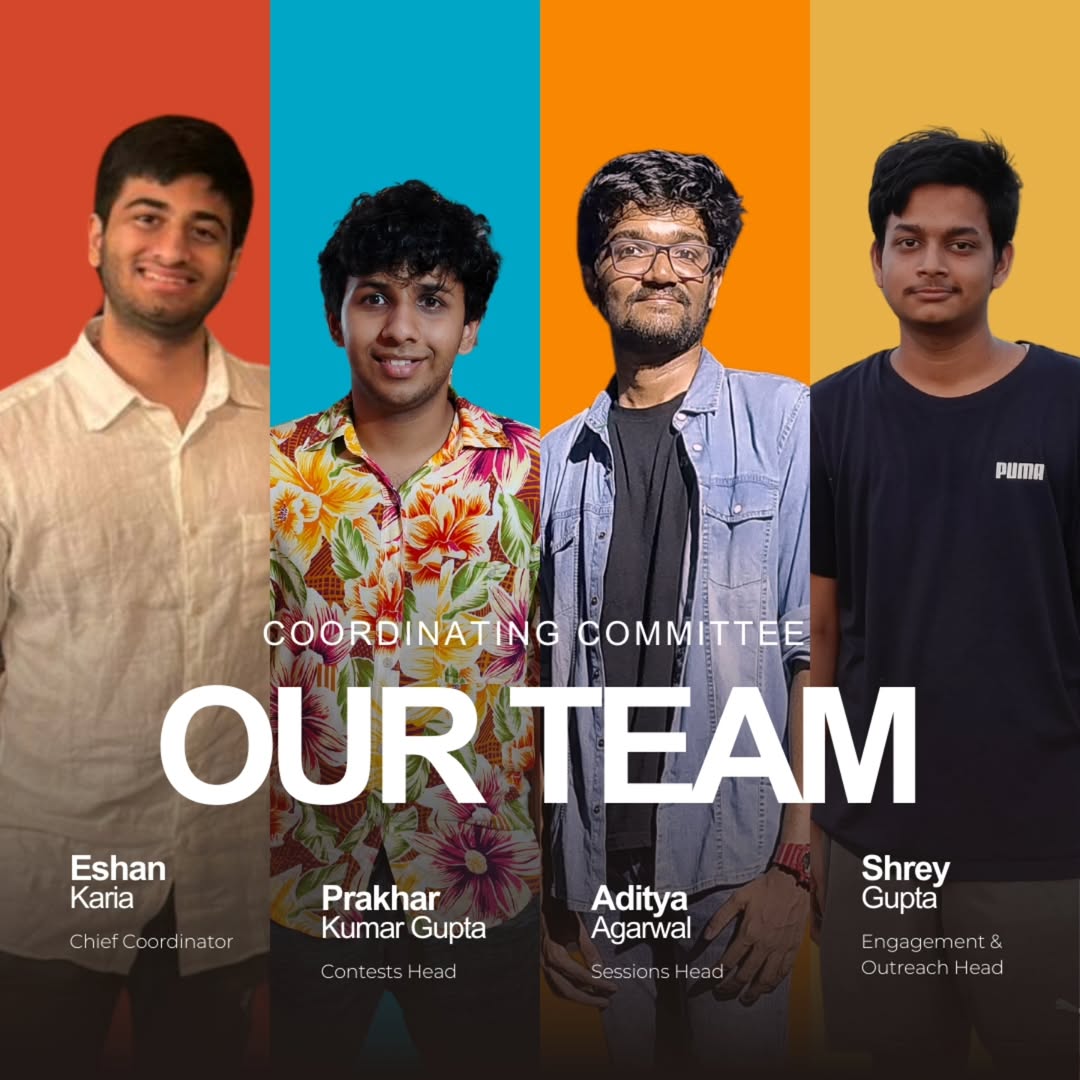 PUMA
COORDINATING COMMITTEE
OUR TEAM
Eshan
Karia
Chief Coordinator
Prakhar
Kumar Gupta
Contests Head
Aditya
Agarwal
Sessions Head
Shrey
Gupta
Engagement &
Outreach Head